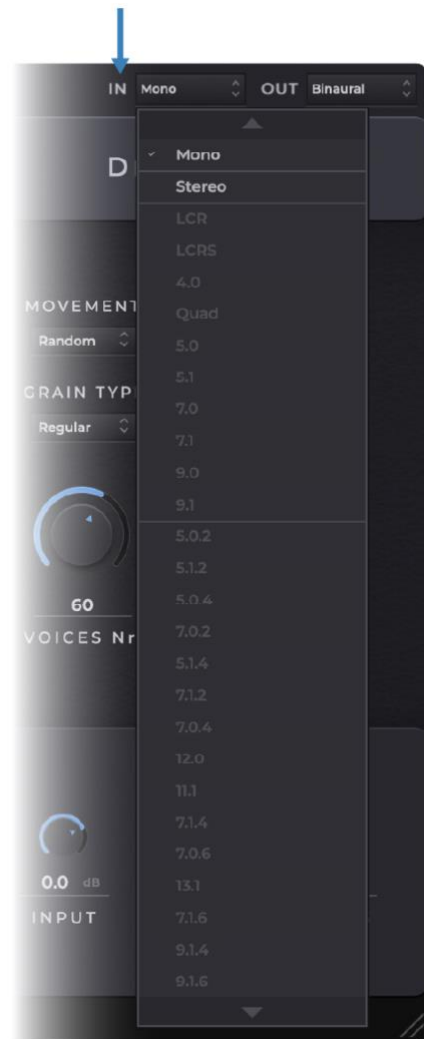 IN Mono OUT Binaural
D
Mono
Stereo
LCR
LCRS
4.0
MOVEMENT
Quad
Random
5.0
5.1
GRAIN TYP
7.0
Regular
7.1
9.0
9.1
5.0.2
5.1.2
60
5.0.4
VOICES Nr
7.0.2
5.1.4
7.1.2
7.0.4
12.0
11.1
7.1.4
7.0.6
0.0 dB
13.1
INPUT
7.1.6
9.1.4
9.1.6